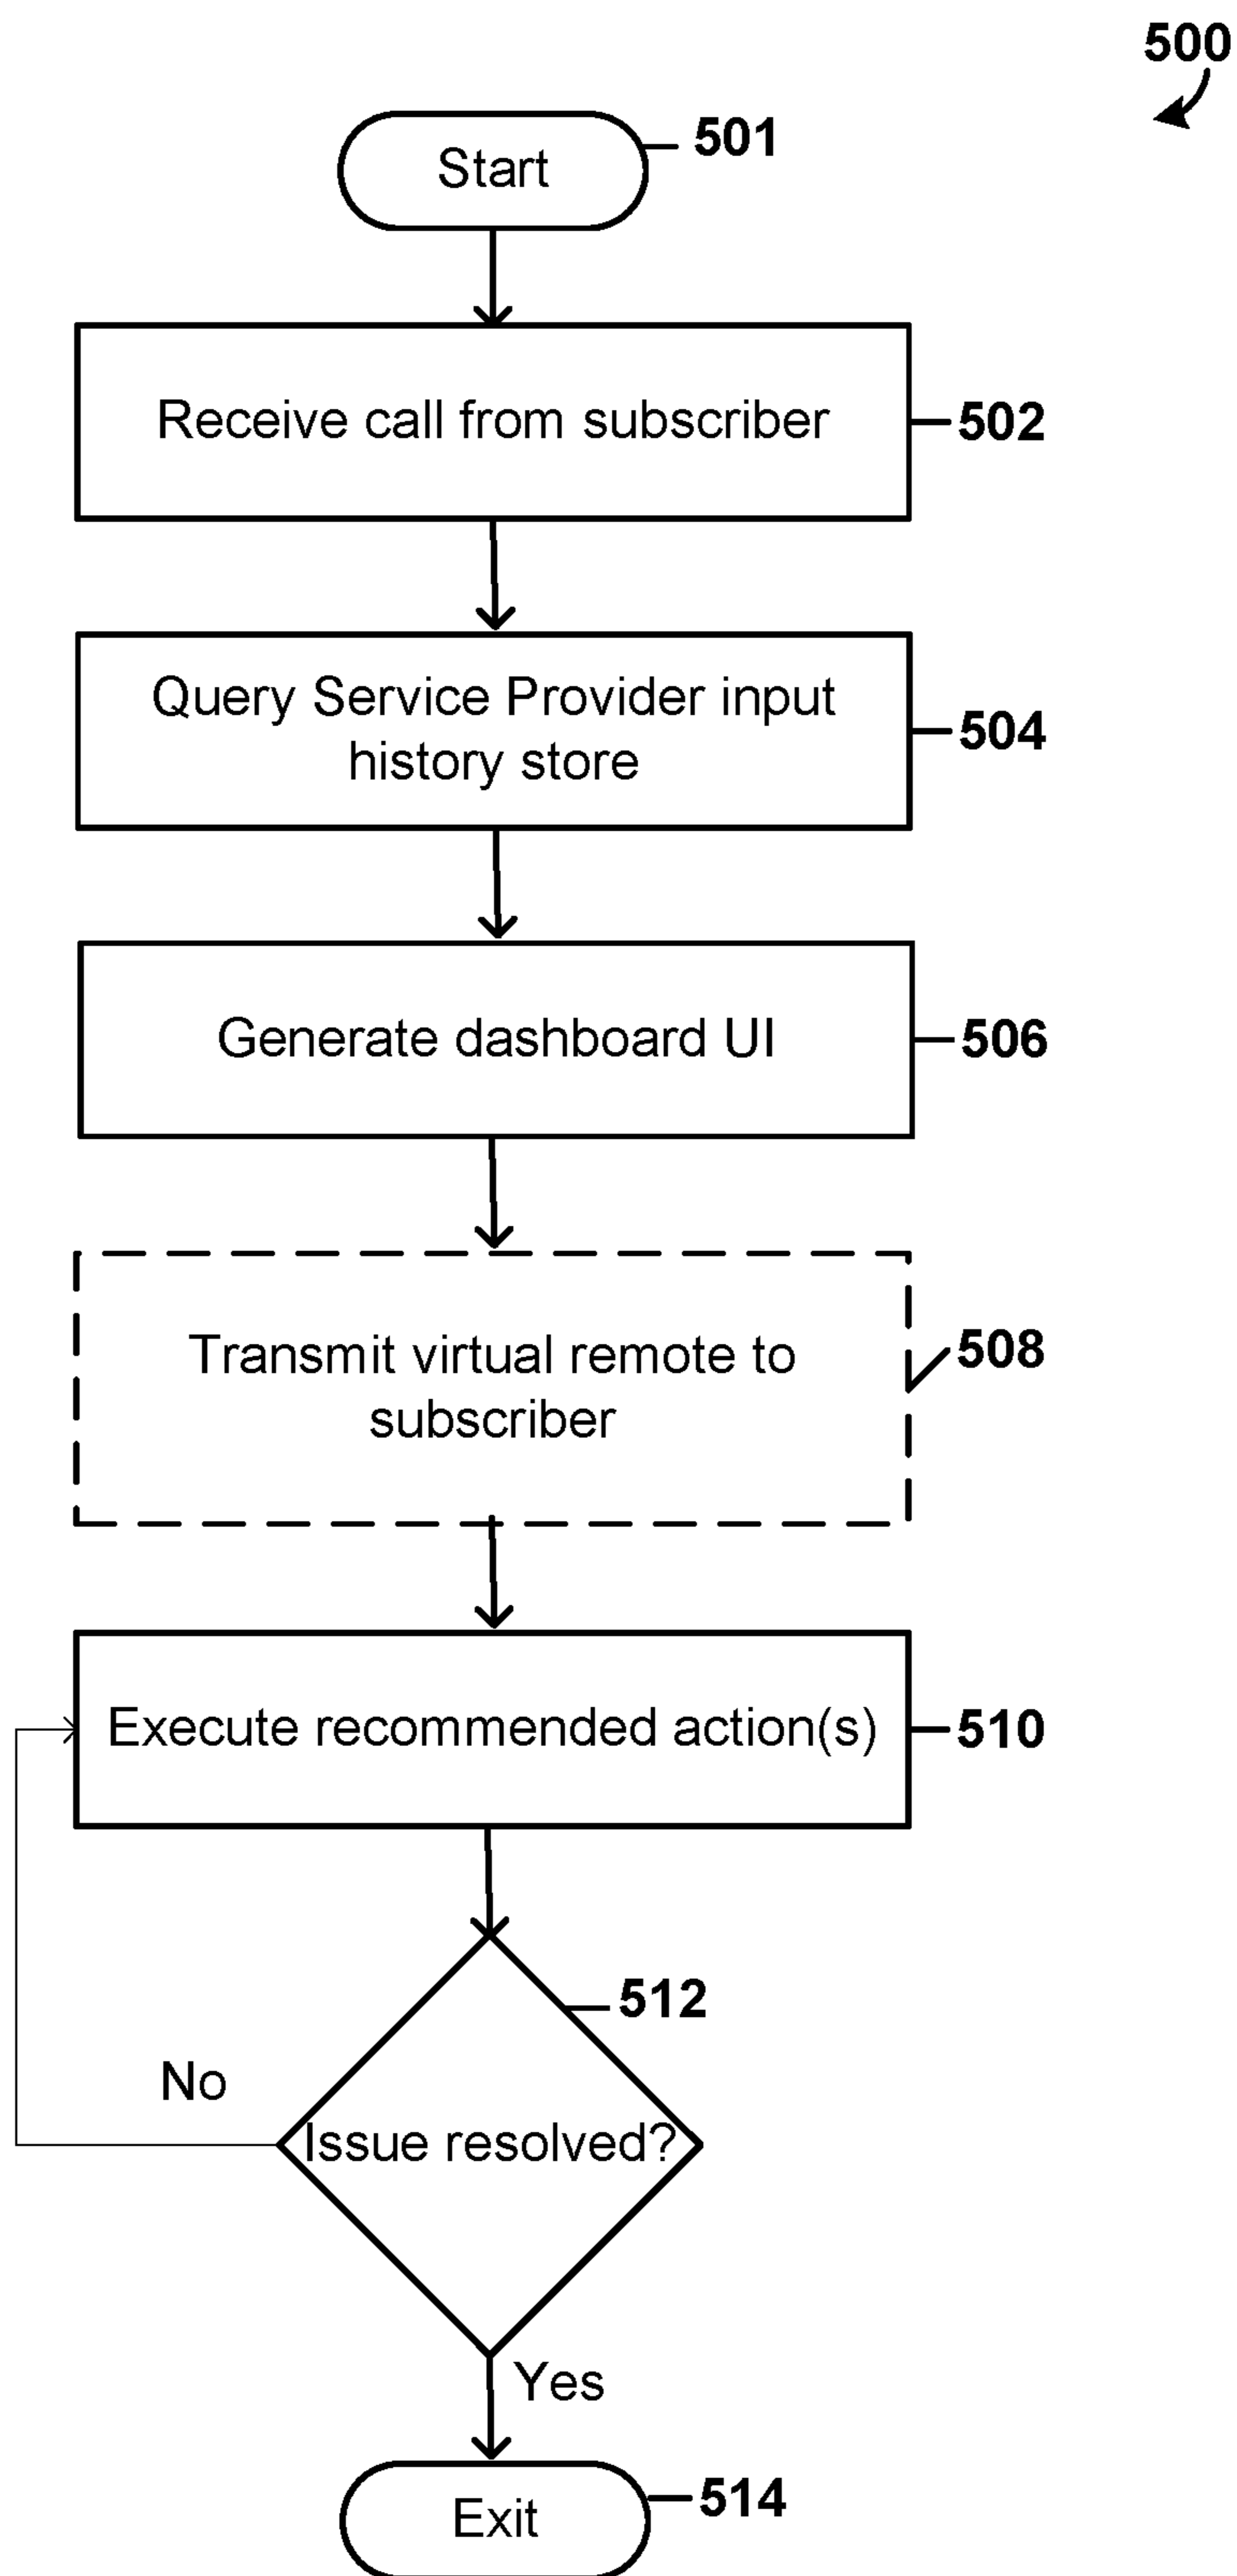 500
Start
501
Receive call from subscriber
502
Query Service Provider input
history store
504
Generate dashboard UI
506
Transmit virtual remote to
subscriber
508
Execute recommended action(s)
510
512
No
Issue resolved?
Yes
Exit
514